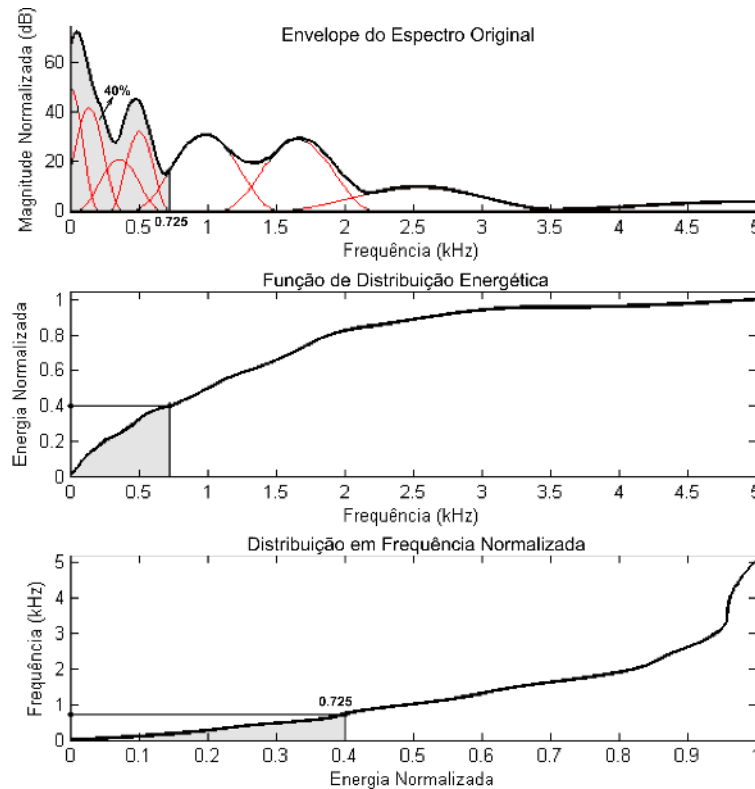 Envelope do Espectro Original
Magnitude Normalizada (dB)
60
40
20
0
40%
0 0.5 0.725 1 1.5 2 2.5 3 3.5 4 4.5 5
Frequência (kHz)
Função de Distribuição Energética
Energia Normalizada
1
0.8
0.6
0.4
0.2
0
0 0.5 1 1.5 2 2.5 3 3.5 4 4.5 5
Frequência (kHz)
Distribuição em Frequência Normalizada
Frequência (kHz)
5
4
3
2
1
0
0.725
0 0.1 0.2 0.3 0.4 0.5 0.6 0.7 0.8 0.9 1
Energia Normalizada